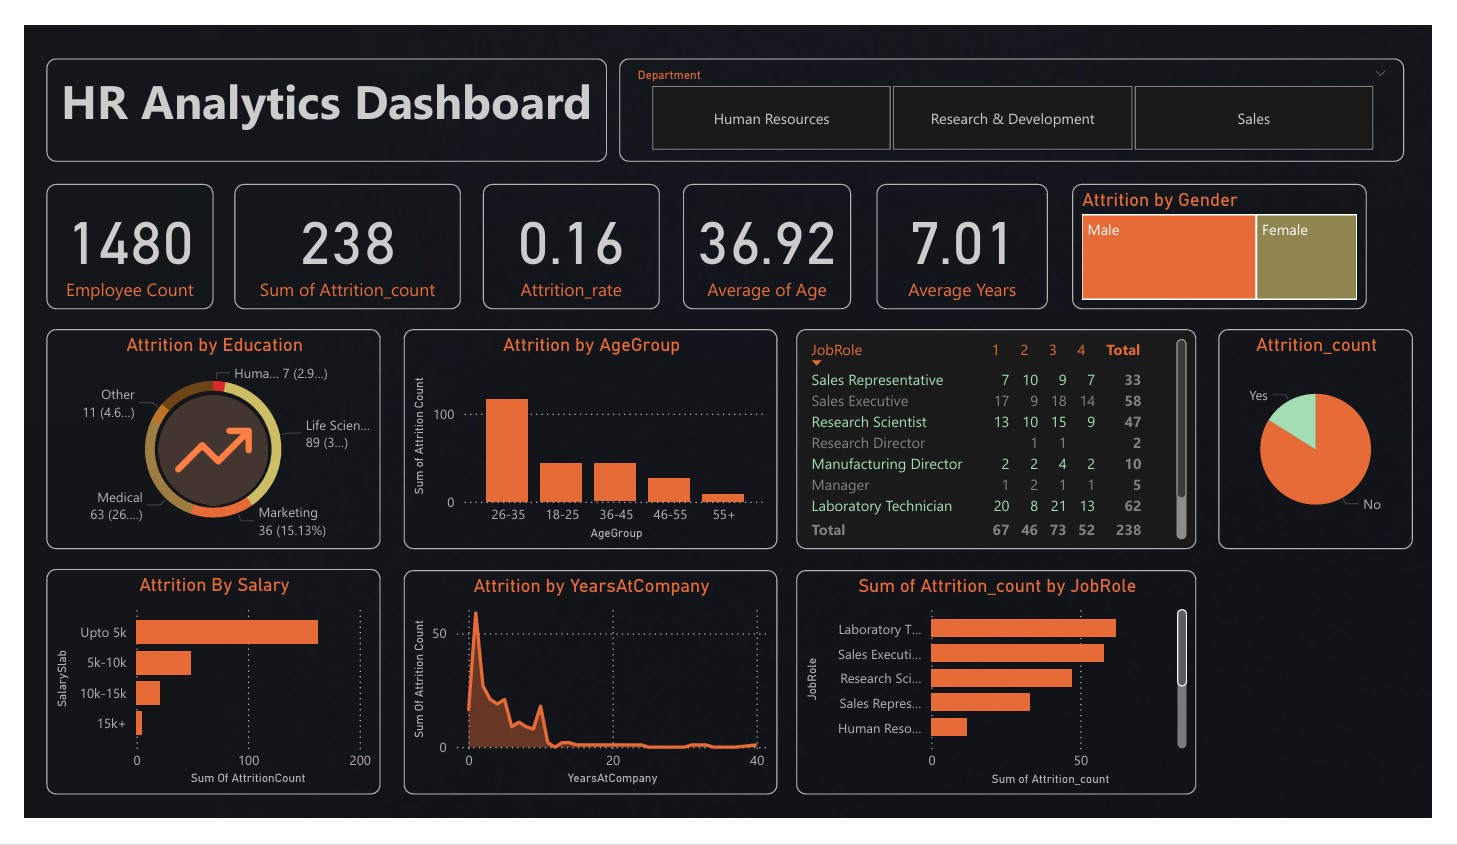 HR Analytics Dashboard
Department
Human Resources
Research & Development
Sales
1480
Employee Count
238
Sum of Attrition_count
0.16
Attrition_rate
36.92
Average of Age
7.01
Average Years
Attrition by Gender
Male
Female
Attrition by Education
Huma... 7 (2.9...)
Other
11 (4.6...)
Life Scien...
89 (3...)
Medical
63 (26....)
Marketing
36 (15.13%)
Attrition by AgeGroup
Sum of Attrition Count
100
0
26-35 18-25 36-45 46-55 55+
AgeGroup
JobRole 1 2 3 4 Total
Sales Representative 7 10 9 7 33
Sales Executive 17 9 18 14 58
Research Scientist 13 10 15 9 47
Research Director 1 1 2
Manufacturing Director 2 2 4 2 10
Manager 1 2 1 1 5
Laboratory Technician 20 8 21 13 62
Total 67 46 73 52 238
Attrition_count
Yes
No
Attrition By Salary
SalarySlab
Upto 5k
5k-10k
10k-15k
15k+
0 100 200
Sum Of AttritionCount
Attrition by YearsAtCompany
Sum Of Attrition Count
50
0
0 20 40
YearsAtCompany
Sum of Attrition_count by JobRole
JobRole
Laboratory T...
Sales Executi...
Research Sci...
Sales Repres...
Human Reso...
0 50
Sum of Attrition_count